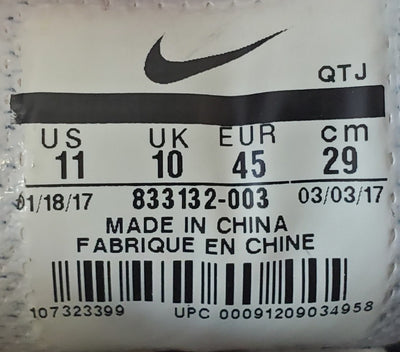 QTJ
US UK EUR cm
11 10 45 29
01/18/17 833132-003 03/03/17
MADE IN CHINA
FABRIQUE EN CHINE
107323399 UPC 00091209034958